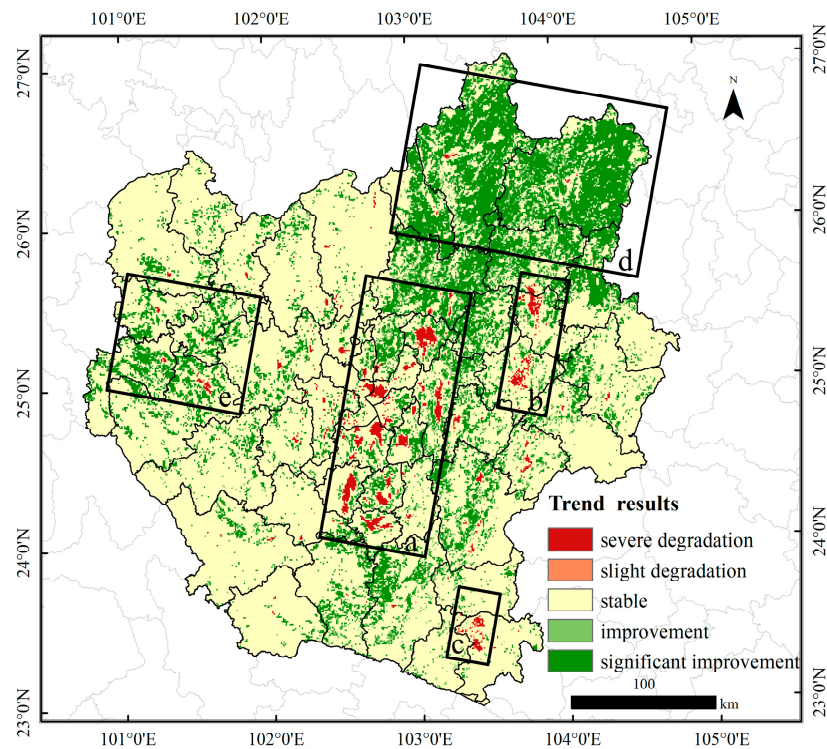 101°0'E 102°0'E 103°0'E 104°0'E 105°0'E
27°0'N
27°0'N
N
26°0'N
26°0'N
d
25°0'N
25°0'N
e
b
a
24°0'N
24°0'N
Trend results
severe degradation
slight degradation
stable
improvement
significant improvement
c
100
km
23°0'N
23°0'N
101°0'E 102°0'E 103°0'E 104°0'E 105°0'E